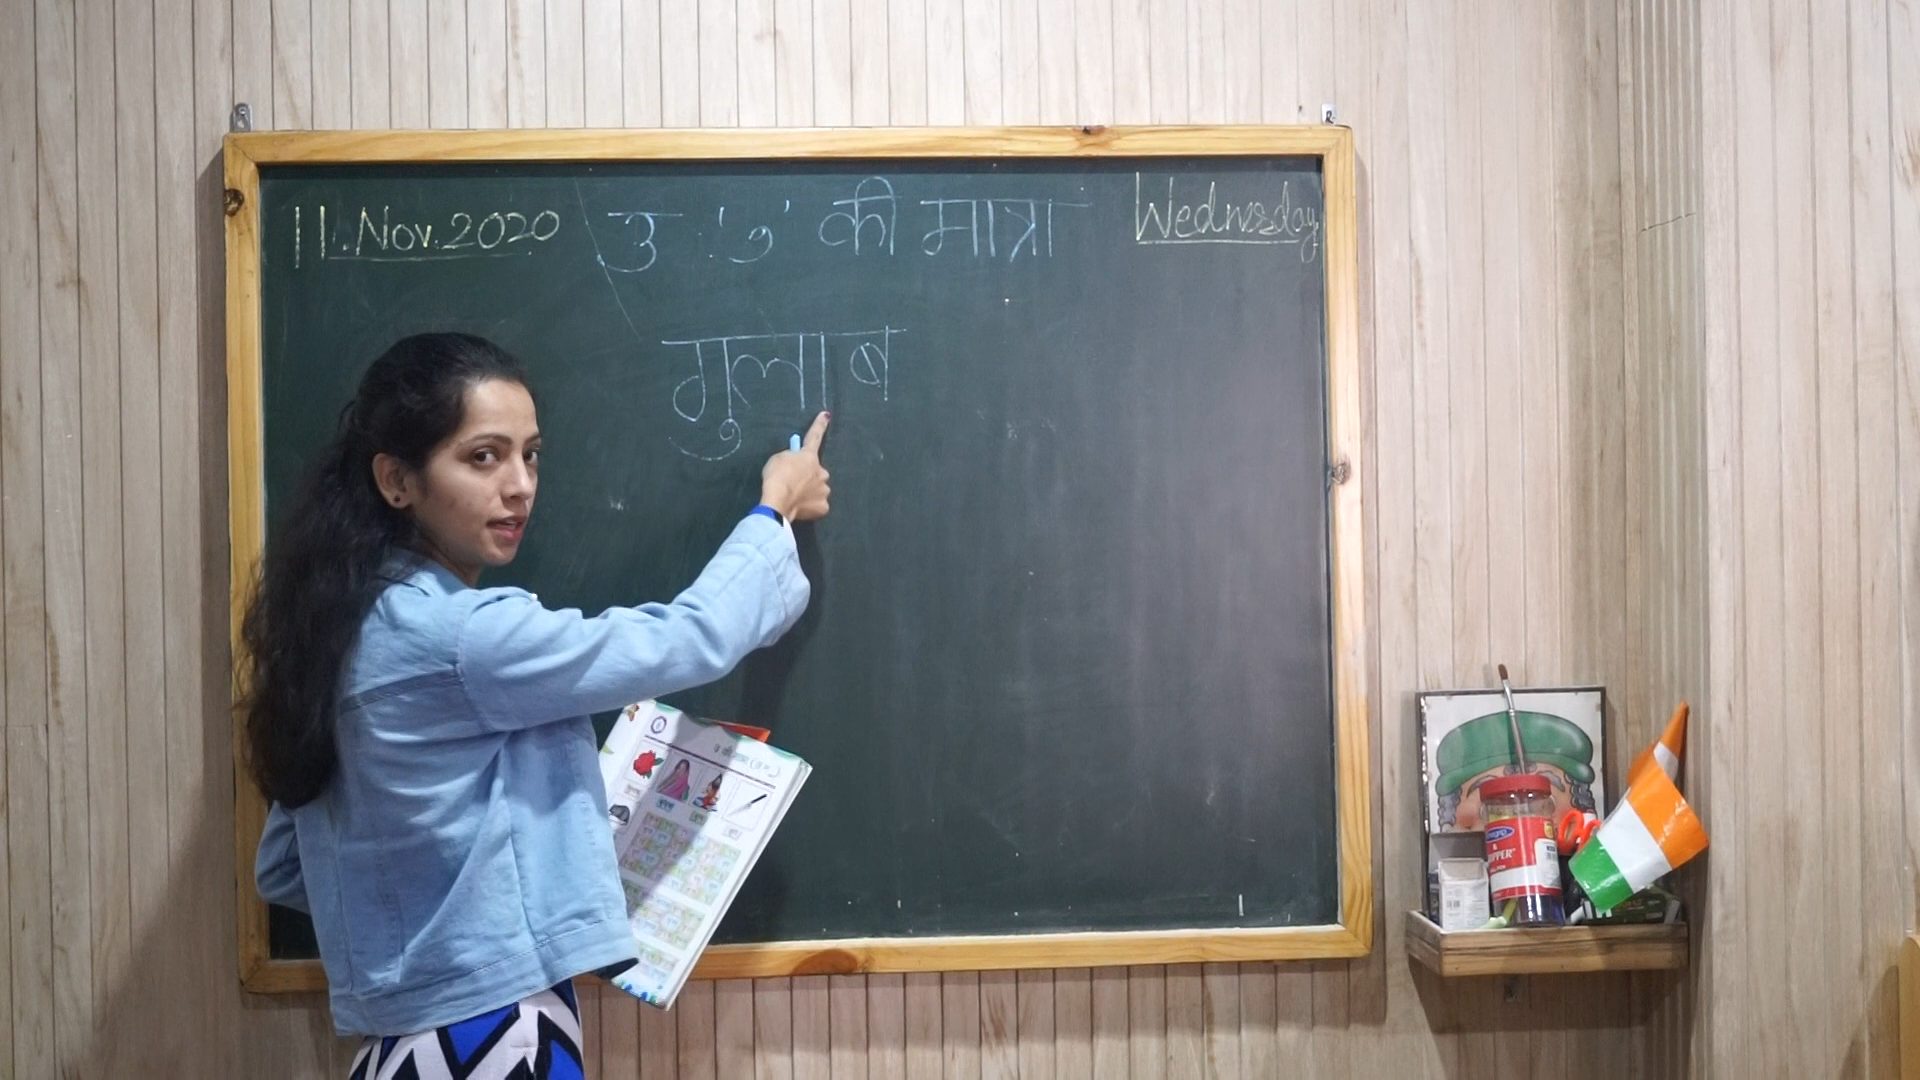 11. Nov. 2020 उ 'ु' की मात्रा Wednesday
गुलाब